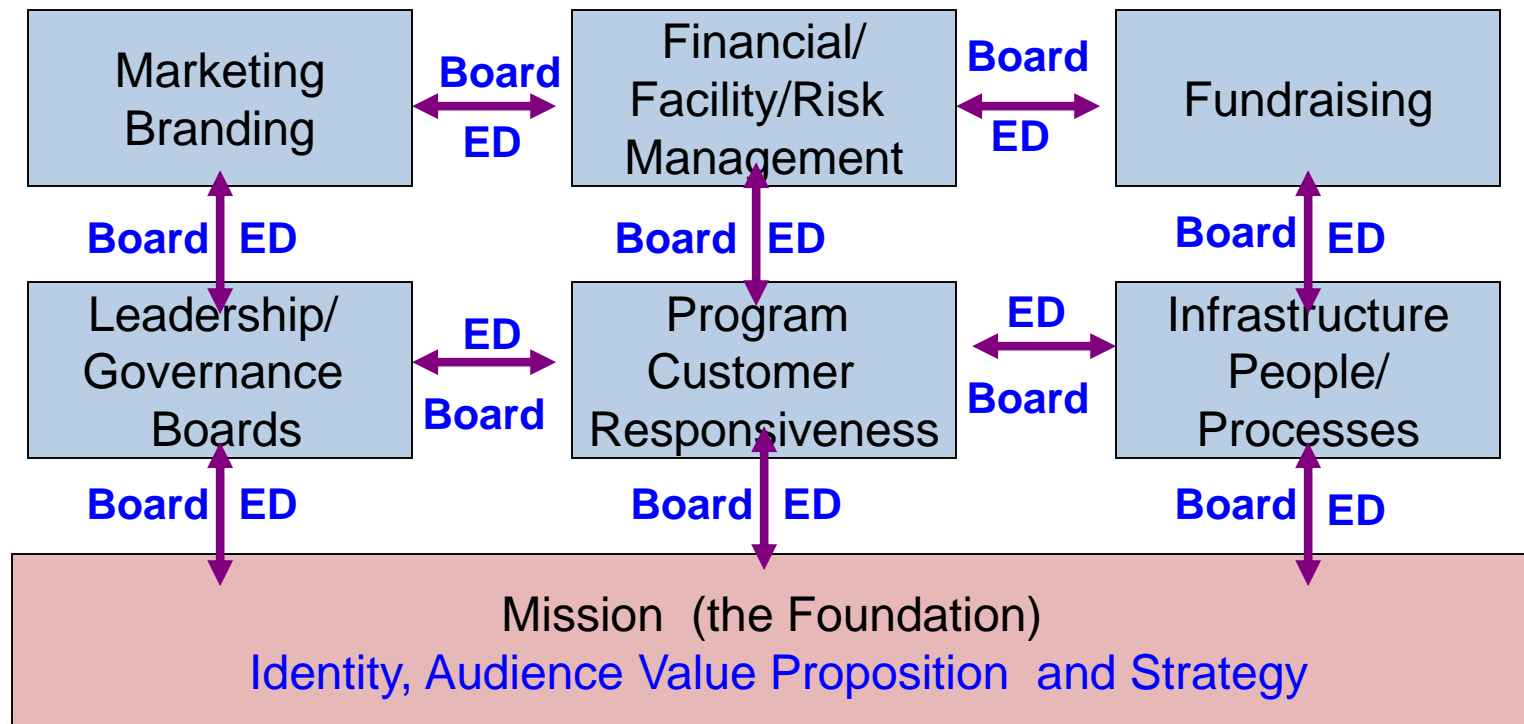 Marketing
Branding
Board
ED
Financial/
Facility/Risk
Management
Board
ED
Fundraising
Board ED
Board ED
Board ED
Leadership/
Governance
Boards
ED
Board
Program
Customer
Responsiveness
ED
Board
Infrastructure
People/
Processes
Board ED
Board ED
Board ED
Mission (the Foundation)
Identity, Audience Value Proposition and Strategy